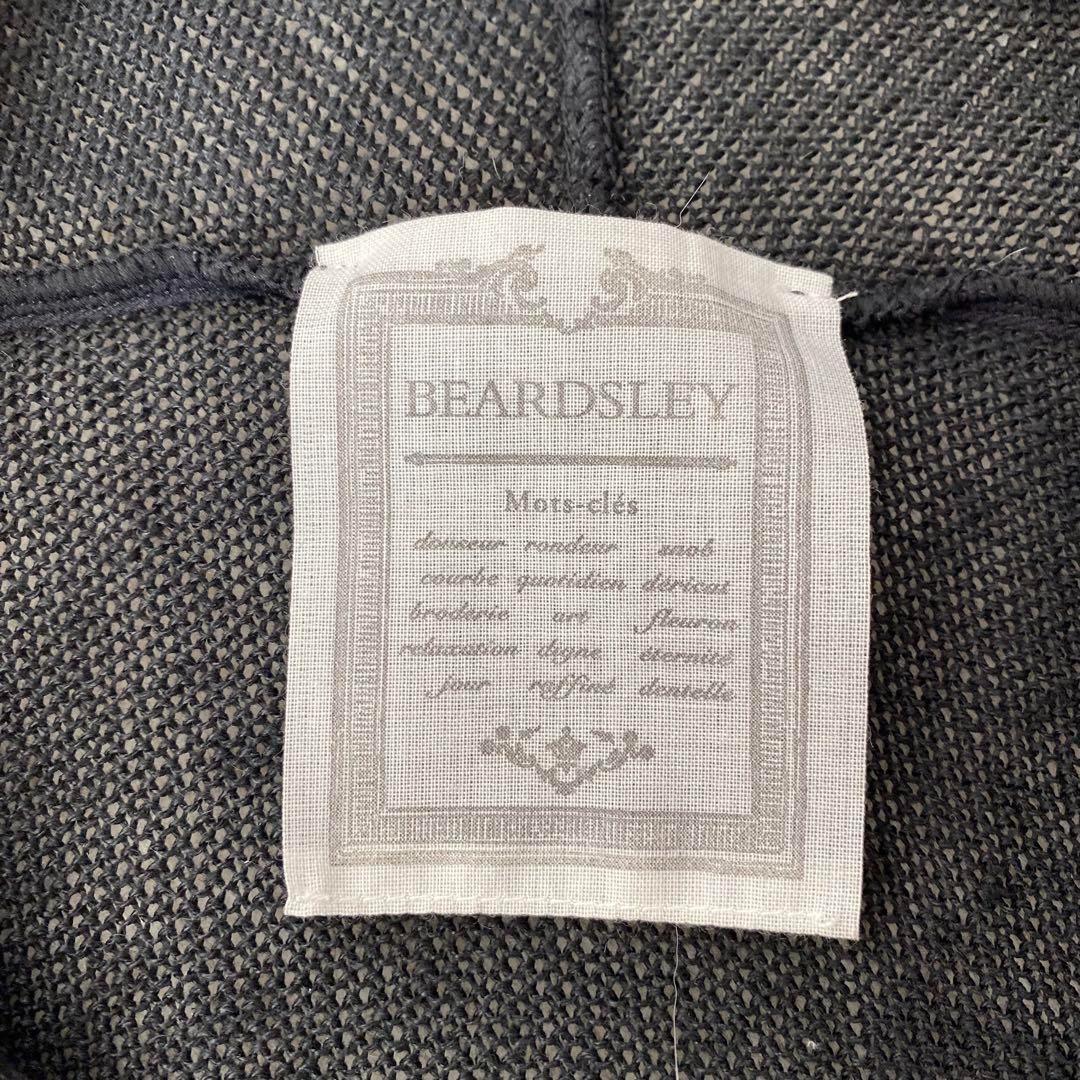 BEARDSLEY
Mots-clés
douceur rondeur snob
courbe quotidien délicat
broderie art fleuron
relaxation digne éternité
jour raffiné dentelle